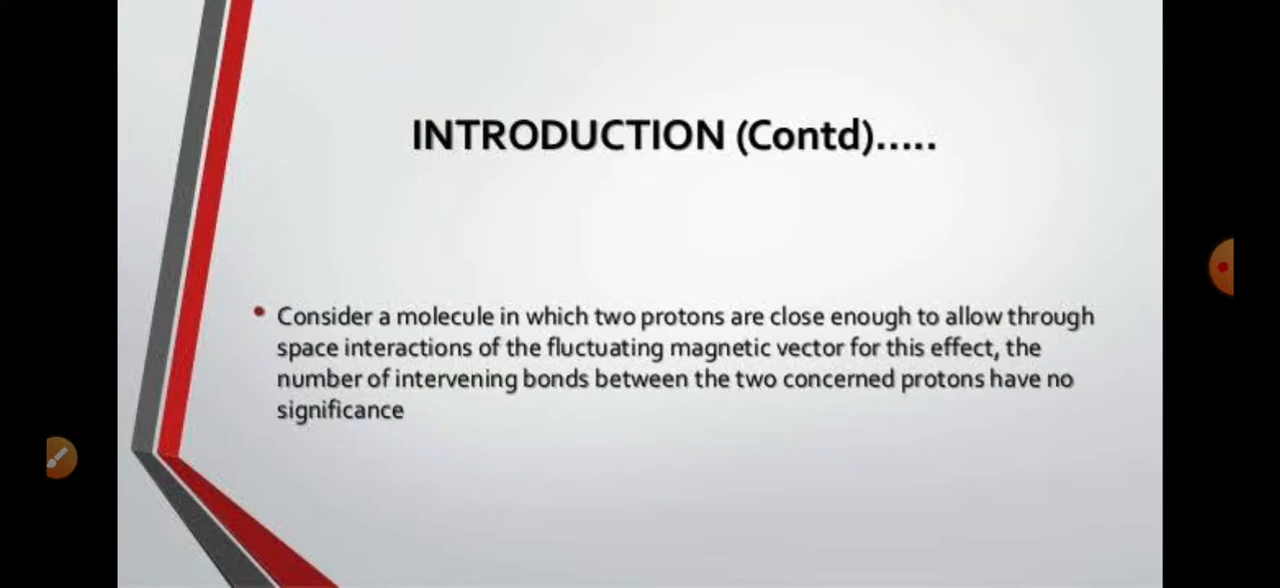 INTRODUCTION (Contd).....
• Consider a molecule in which two protons are close enough to allow through
space interactions of the fluctuating magnetic vector for this effect, the
number of intervening bonds between the two concerned protons have no
significance